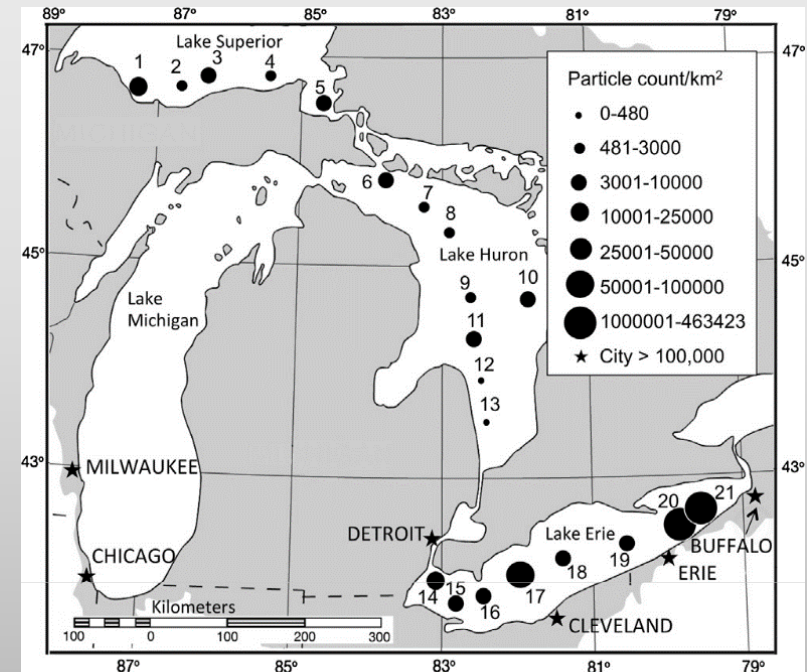 89° 87° 85° 83° 81° 79°
47° 47°
Lake Superior
1 2 3 4
5
Particle count/km²
0-480
481-3000
3001-10000
10001-25000
25001-50000
50001-100000
1000001-463423
City > 100,000
6
7
8
45° 45°
Lake Huron
9 10
11
12
13
Lake
Michigan
43° 43°
MILWAUKEE
CHICAGO
DETROIT
Lake Erie
14 15 16 17 18 19 20 21
BUFFALO
ERIE
CLEVELAND
Kilometers
100 0 100 200 300
87° 85° 83° 81° 79°